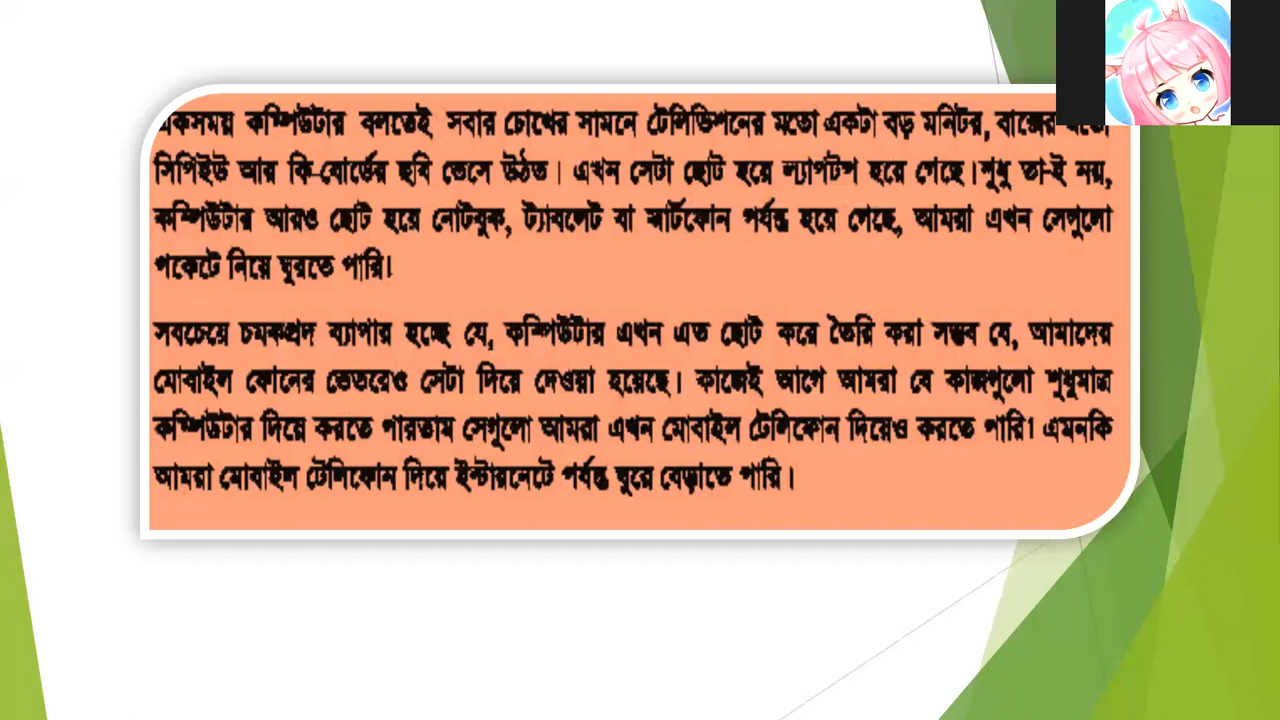 একসময় কম্পিউটার বলতেই সবার চোখের সামনে টেলিভিশনের মতো একটা বড় মনিটর, বাক্সের মতো
সিপিইউ আর কি-বোর্ডের ছবি ভেসে উঠত। এখন সেটা ছোট হয়ে ল্যাপটপ হয়ে গেছে। শুধু তা-ই নয়,
কম্পিউটার আরও ছোট হয়ে নোটবুক, ট্যাবলেট বা স্মার্টফোন পর্যন্ত হয়ে গেছে, আমরা এখন সেগুলো
পকেটে নিয়ে ঘুরতে পারি।
সবচেয়ে চমকপ্রদ ব্যাপার হচ্ছে যে, কম্পিউটার এখন এত ছোট করে তৈরি করা সম্ভব যে, আমাদের
মোবাইল ফোনের ভেতরেও সেটা দিয়ে দেওয়া হয়েছে। কাজেই আগে আমরা যে কাজগুলো শুধুমাত্র
কম্পিউটার দিয়ে করতে পারতাম সেগুলো আমরা এখন মোবাইল টেলিফোন দিয়েও করতে পারি। এমনকি
আমরা মোবাইল টেলিফোন দিয়ে ইন্টারনেটে পর্যন্ত ঘুরে বেড়াতে পারি।